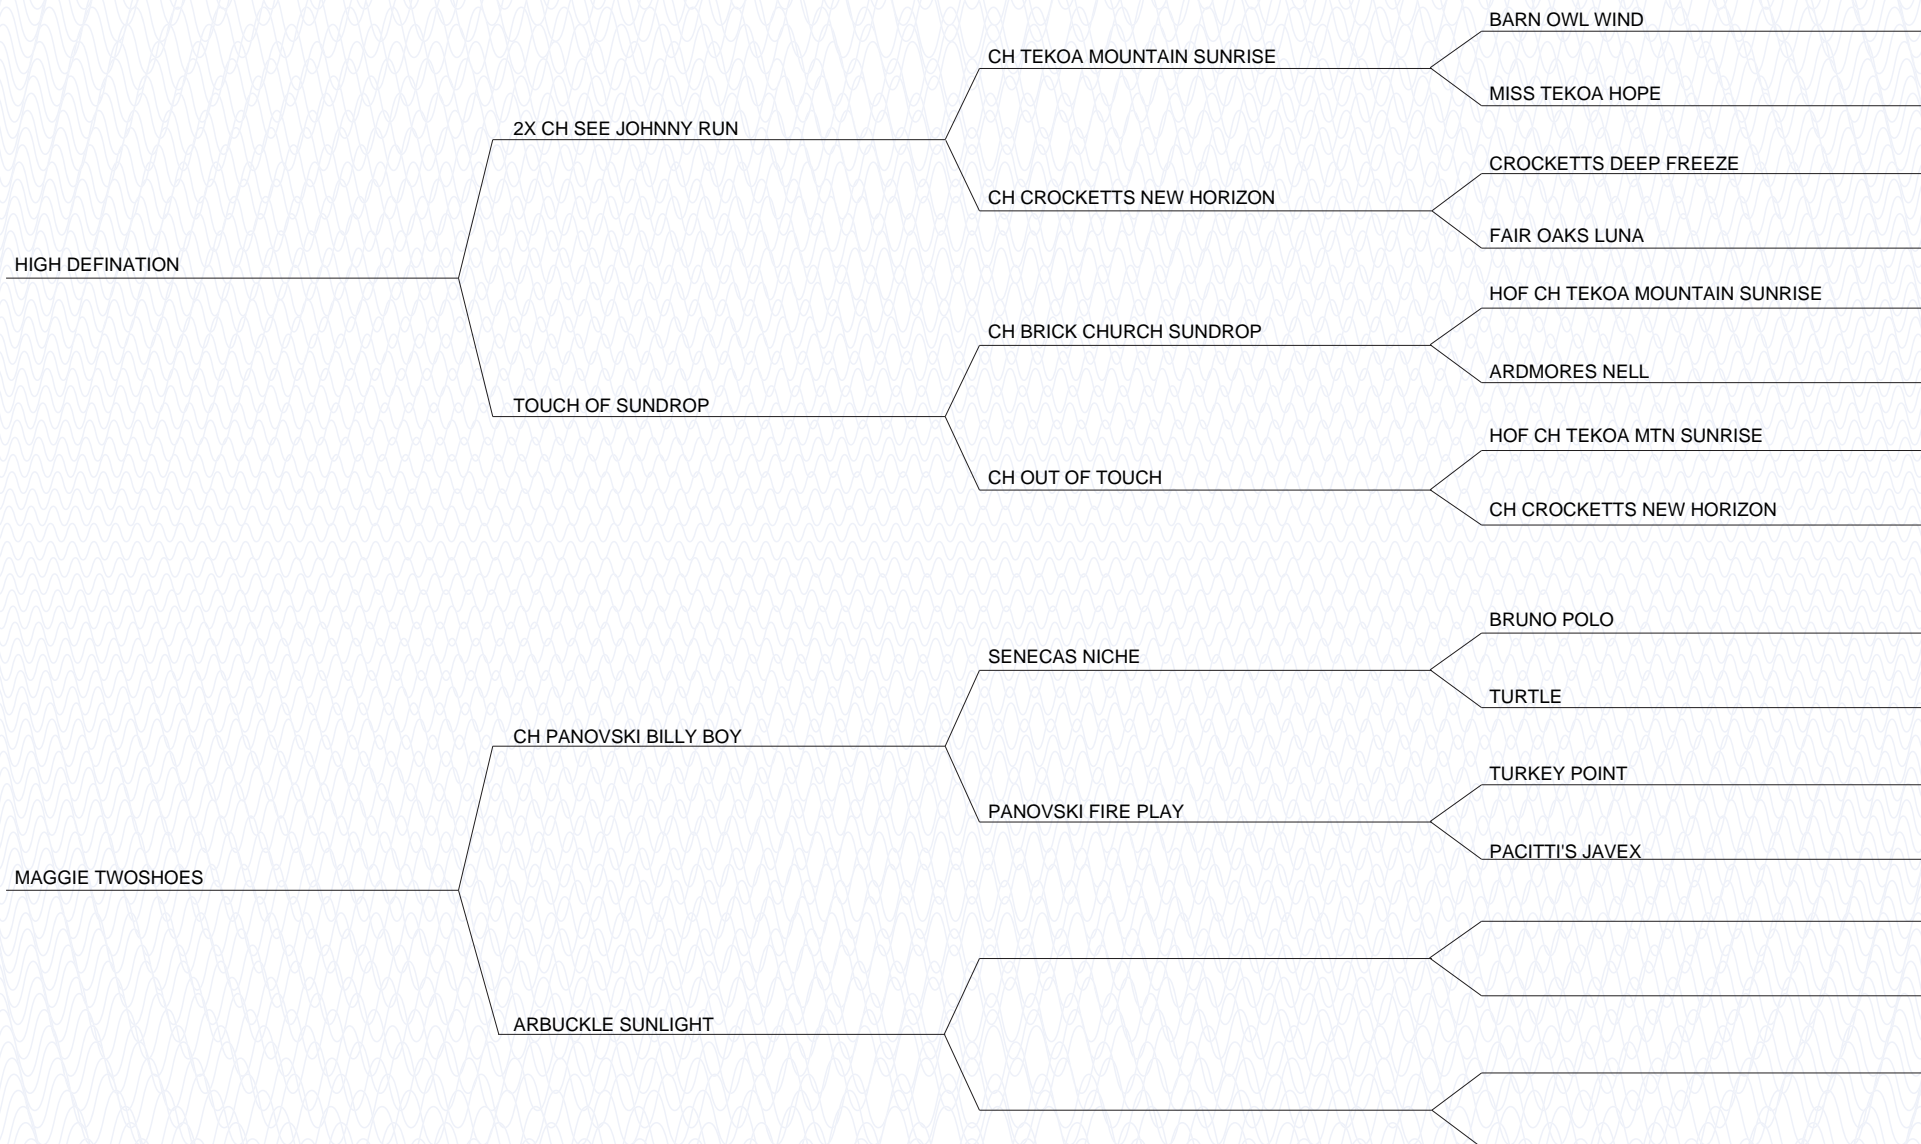 BARN OWL WIND
CH TEKOA MOUNTAIN SUNRISE
MISS TEKOA HOPE
2X CH SEE JOHNNY RUN
CROCKETTS DEEP FREEZE
CH CROCKETTS NEW HORIZON
FAIR OAKS LUNA
HIGH DEFINATION
HOF CH TEKOA MOUNTAIN SUNRISE
CH BRICK CHURCH SUNDROP
ARDMORES NELL
TOUCH OF SUNDROP
HOF CH TEKOA MTN SUNRISE
CH OUT OF TOUCH
CH CROCKETTS NEW HORIZON
BRUNO POLO
SENECAS NICHE
TURTLE
CH PANOVSKI BILLY BOY
TURKEY POINT
PANOVSKI FIRE PLAY
PACITTI'S JAVEX
MAGGIE TWOSHOES
ARBUCKLE SUNLIGHT